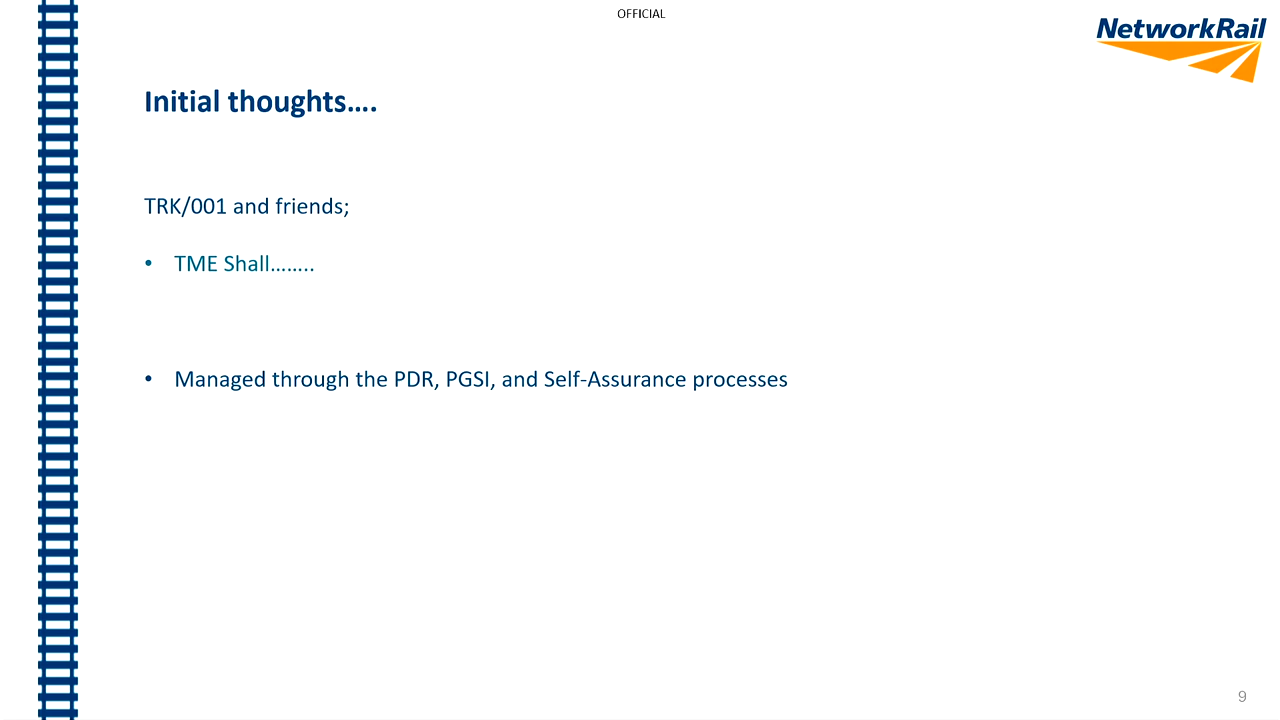 OFFICIAL
NetworkRail
Initial thoughts....
TRK/001 and friends;
• TME Shall........
• Managed through the PDR, PGSI, and Self-Assurance processes
9